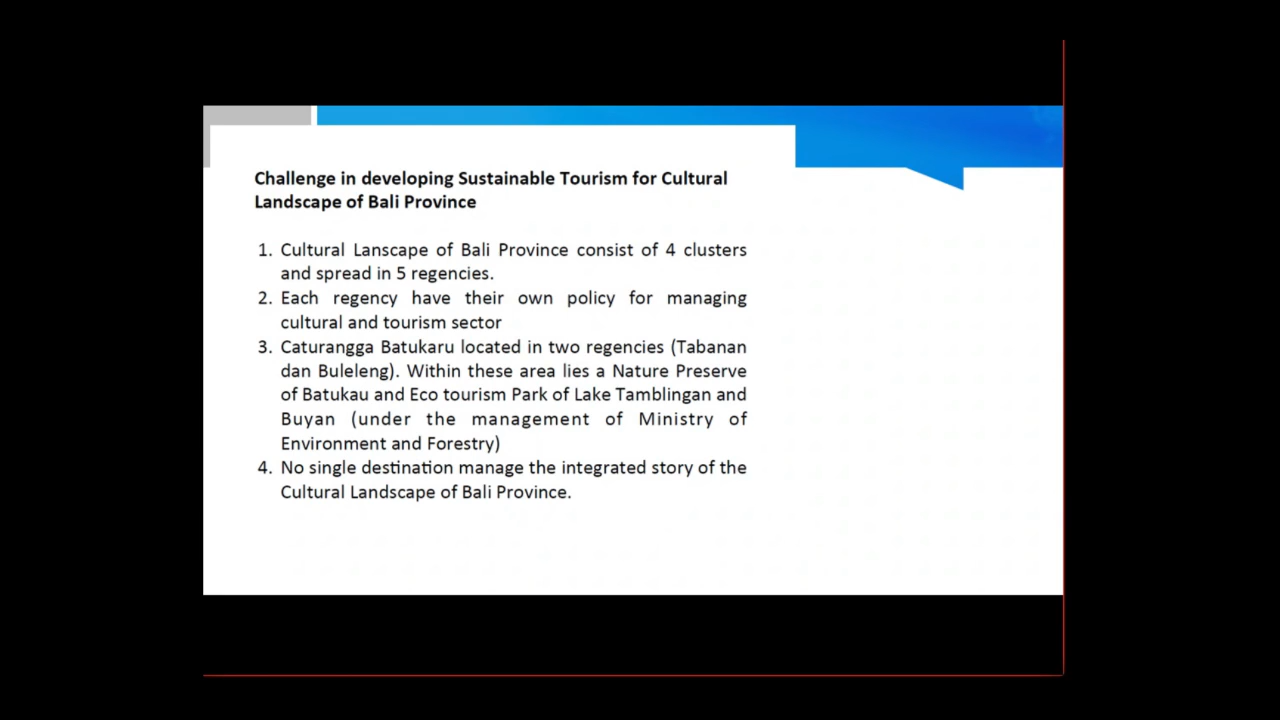 Challenge in developing Sustainable Tourism for Cultural
Landscape of Bali Province
1. Cultural Lanscape of Bali Province consist of 4 clusters
and spread in 5 regencies.
2. Each regency have their own policy for managing
cultural and tourism sector
3. Caturangga Batukaru located in two regencies (Tabanan
dan Buleleng). Within these area lies a Nature Preserve
of Batukau and Eco tourism Park of Lake Tamblingan and
Buyan (under the management of Ministry of
Environment and Forestry)
4. No single destination manage the integrated story of the
Cultural Landscape of Bali Province.